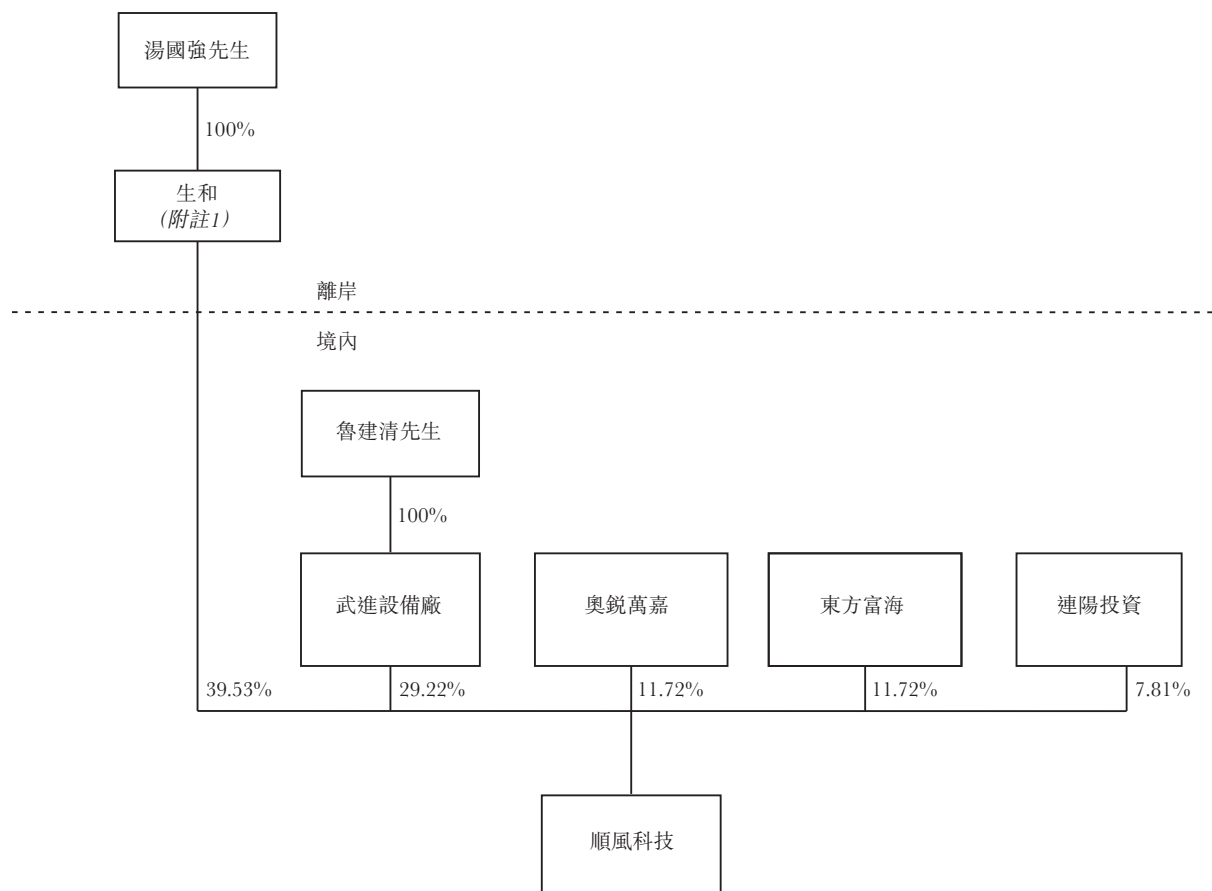 湯國強先生
100%
生和
(附註1)
離岸
境內
魯建清先生
100%
武進設備廠
奧銳萬嘉
東方富海
連陽投資
39.53%
29.22%
11.72%
11.72%
7.81%
順風科技